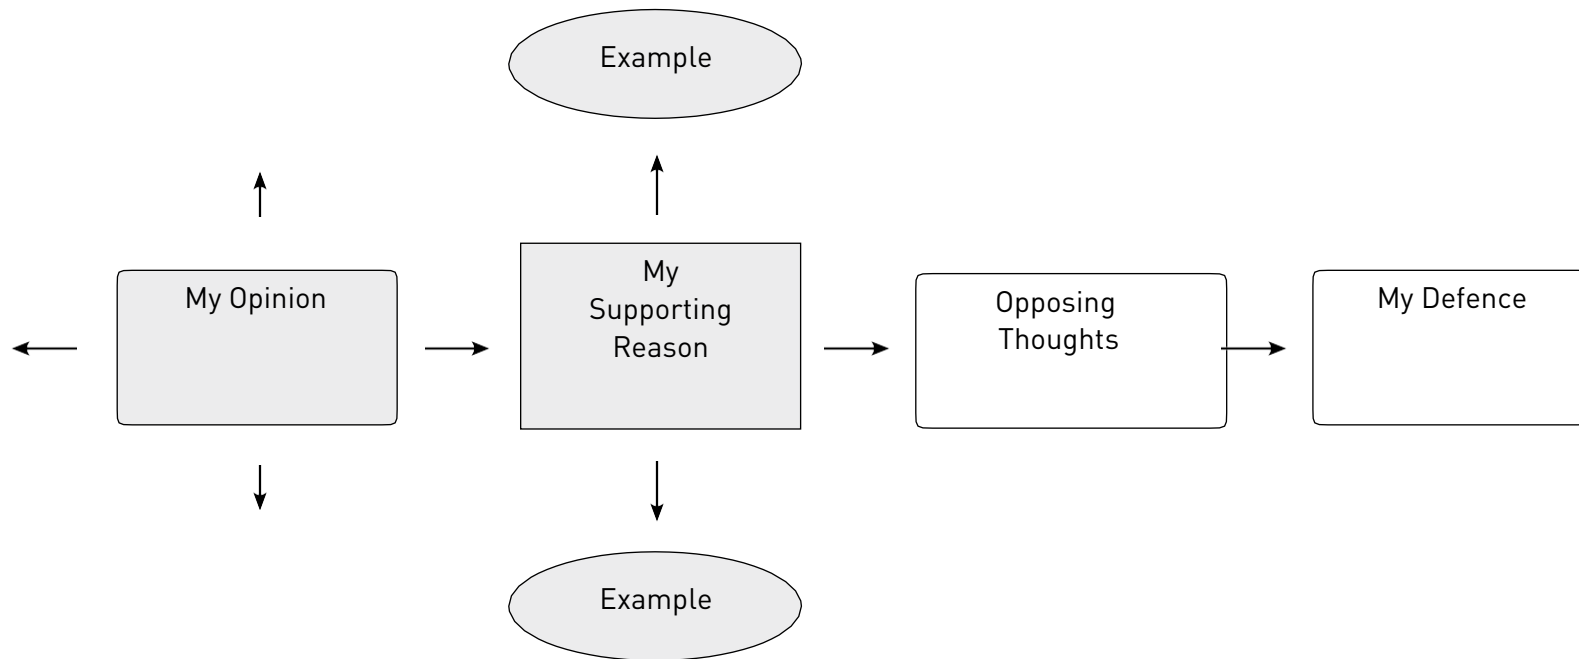 Example
My Opinion
My
Supporting
Reason
Opposing
Thoughts
My Defence
Example